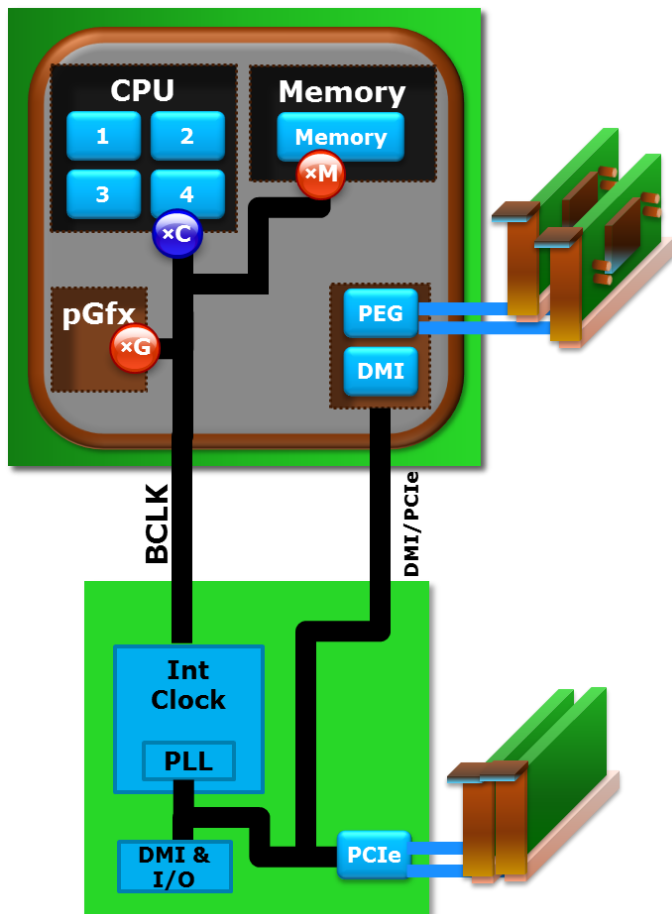 CPU
1
2
3
4
×C
Memory
Memory
×M
pGfx
×G
PEG
DMI
BCLK
DMI/PCIe
Int
Clock
PLL
DMI &
I/O
PCIe